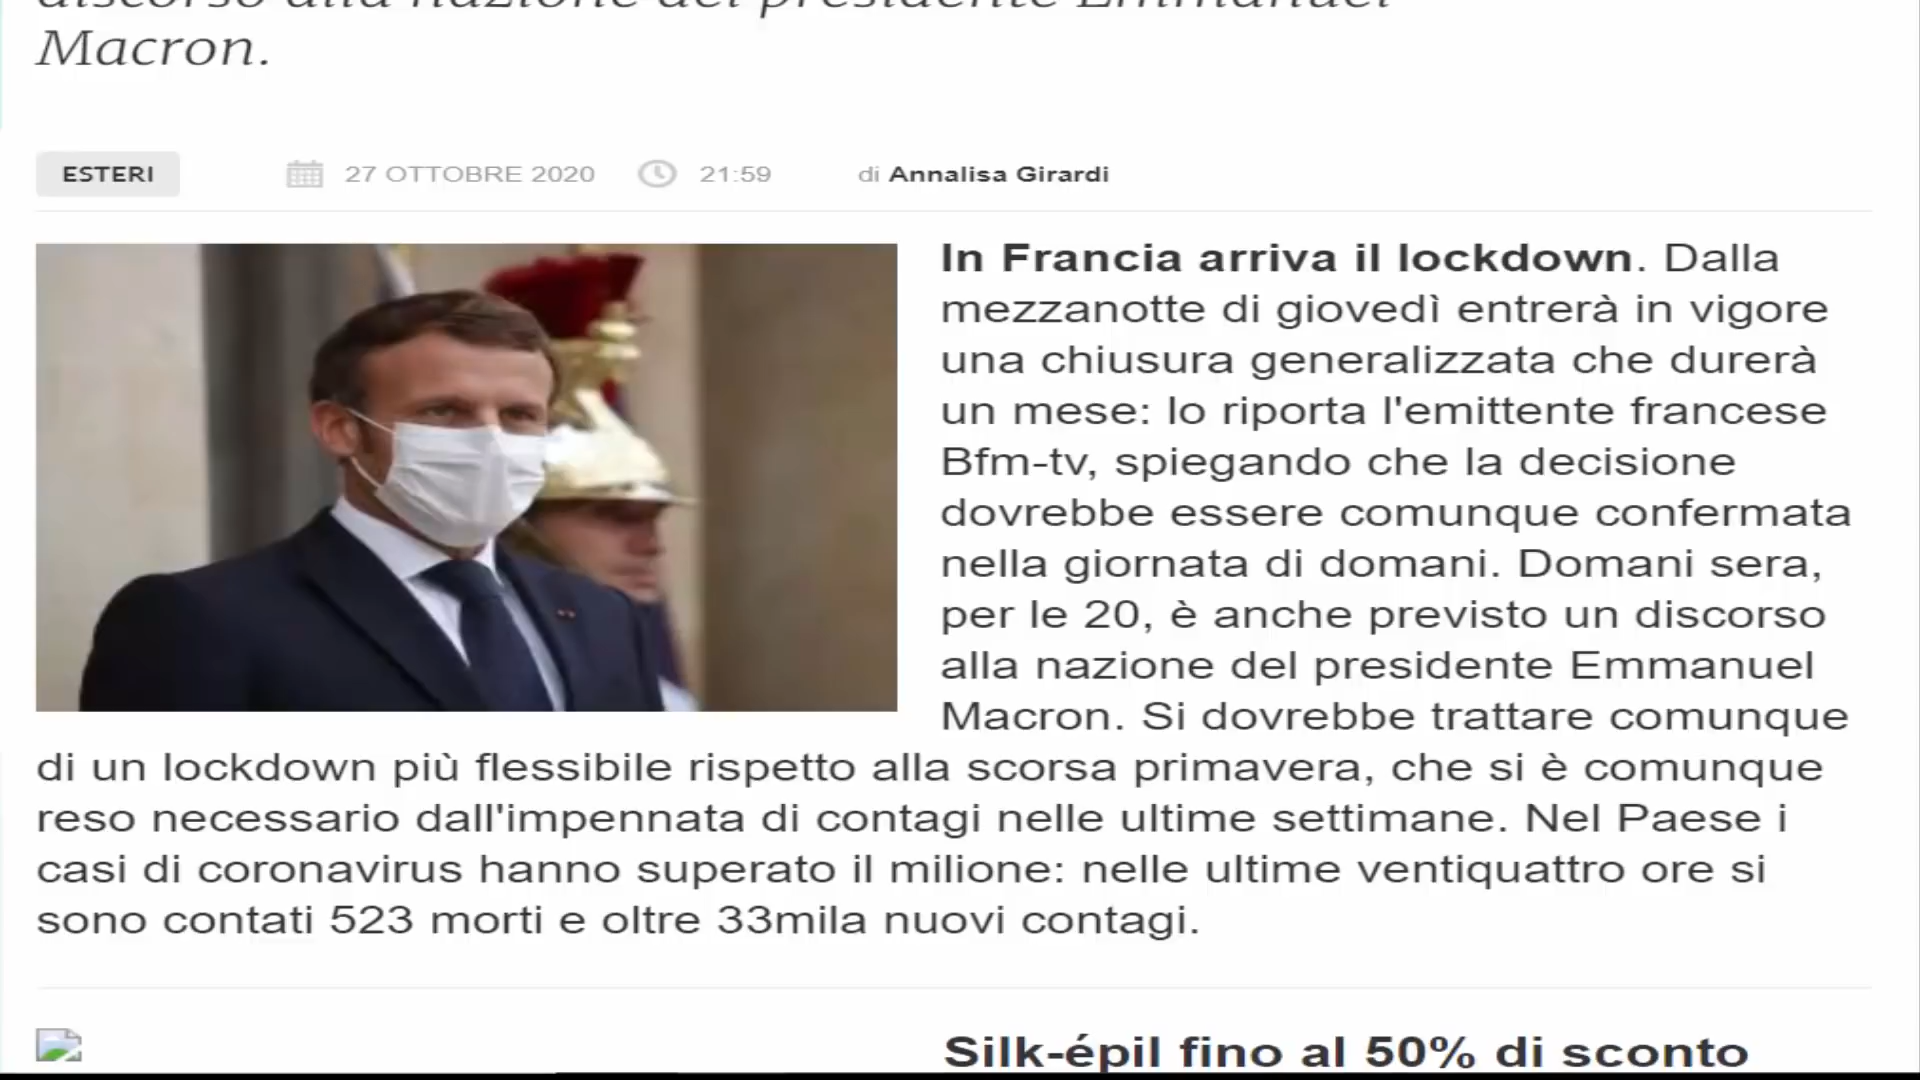 discorso alla nazione del presidente Emmanuel
Macron.
ESTERI
27 OTTOBRE 2020
21:59
di Annalisa Girardi
In Francia arriva il lockdown. Dalla
mezzanotte di giovedì entrerà in vigore
una chiusura generalizzata che durerà
un mese: lo riporta l'emittente francese
Bfm-tv, spiegando che la decisione
dovrebbe essere comunque confermata
nella giornata di domani. Domani sera,
per le 20, è anche previsto un discorso
alla nazione del presidente Emmanuel
Macron. Si dovrebbe trattare comunque
di un lockdown più flessibile rispetto alla scorsa primavera, che si è comunque
reso necessario dall'impennata di contagi nelle ultime settimane. Nel Paese i
casi di coronavirus hanno superato il milione: nelle ultime ventiquattro ore si
sono contati 523 morti e oltre 33mila nuovi contagi.
Silk-épil fino al 50% di sconto